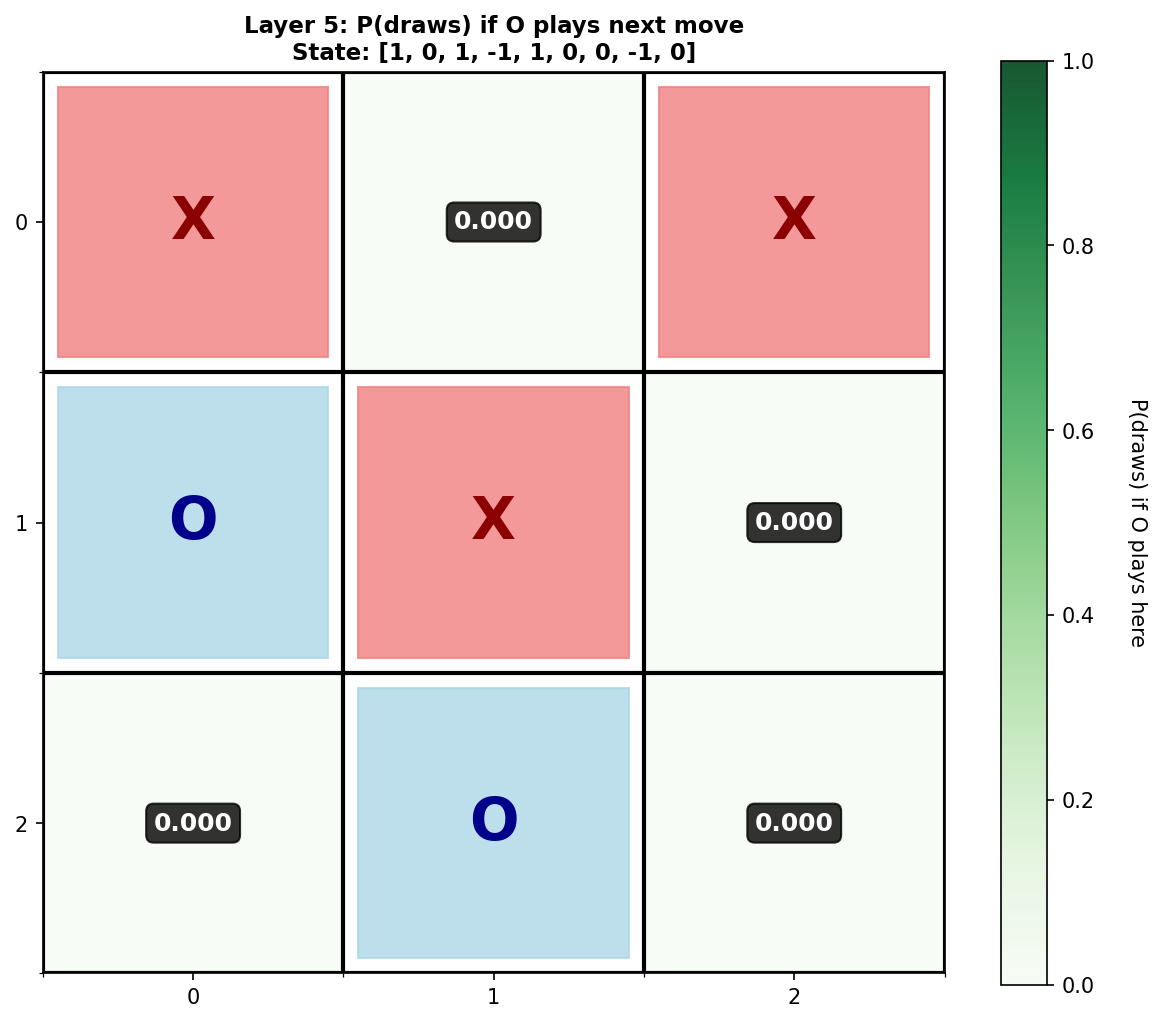 Layer 5: P(draws) if O plays next move
State: [1, 0, 1, -1, 1, 0, 0, -1, 0]
0
X
0.000
X
1
O
X
0.000
2
0.000
O
0.000
0
1
2
1.0
0.8
0.6
0.4
0.2
0.0
P(draws) if O plays here